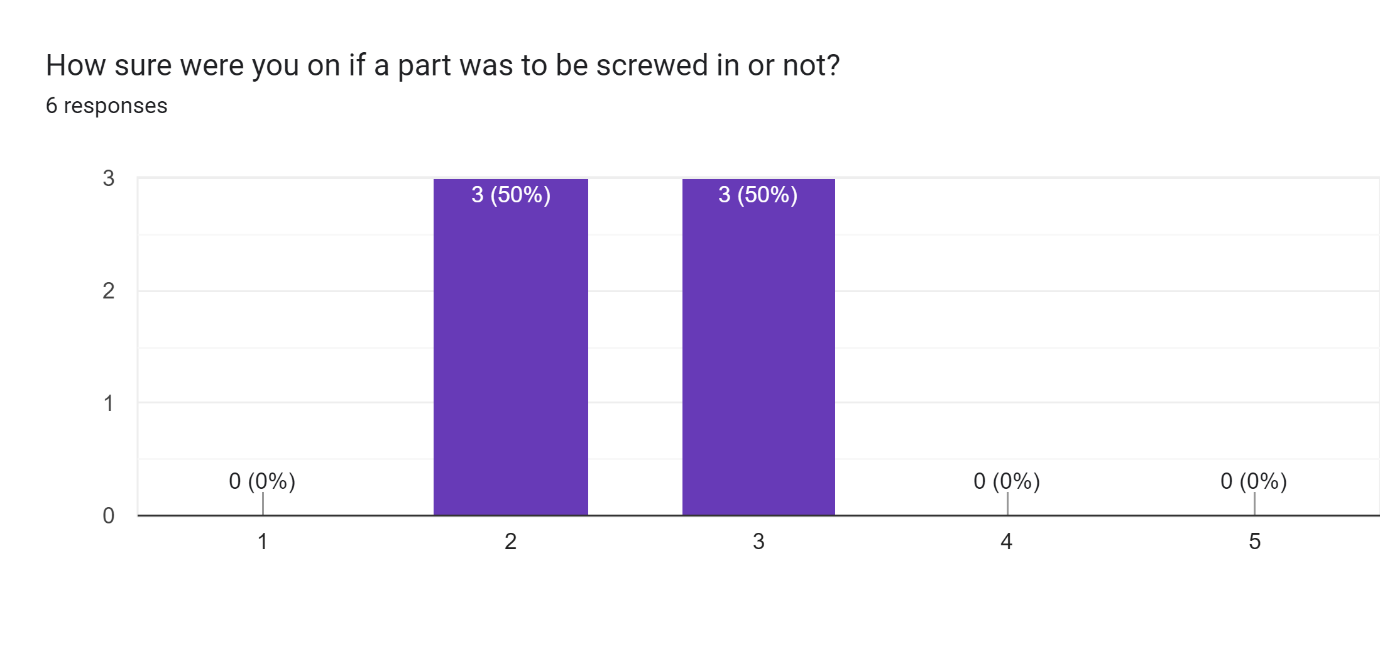 How sure were you on if a part was to be screwed in or not?
6 responses
3
3 (50%) 3 (50%)
2
1
0 (0%) 0 (0%) 0 (0%)
0
1 2 3 4 5